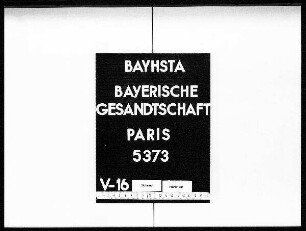 BAYHSTA
BAYERISCHE
GESANDTSCHAFT
PARIS
5373
V-16